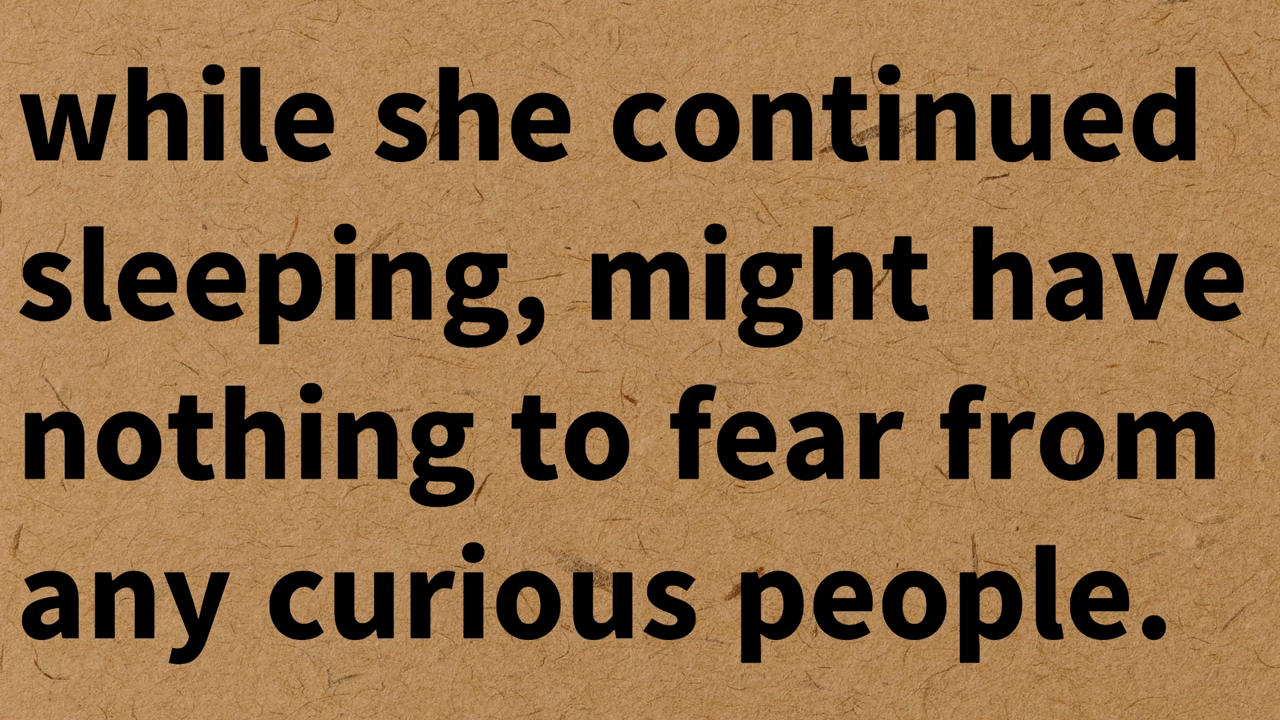 while she continued
sleeping, might have
nothing to fear from
any curious people.